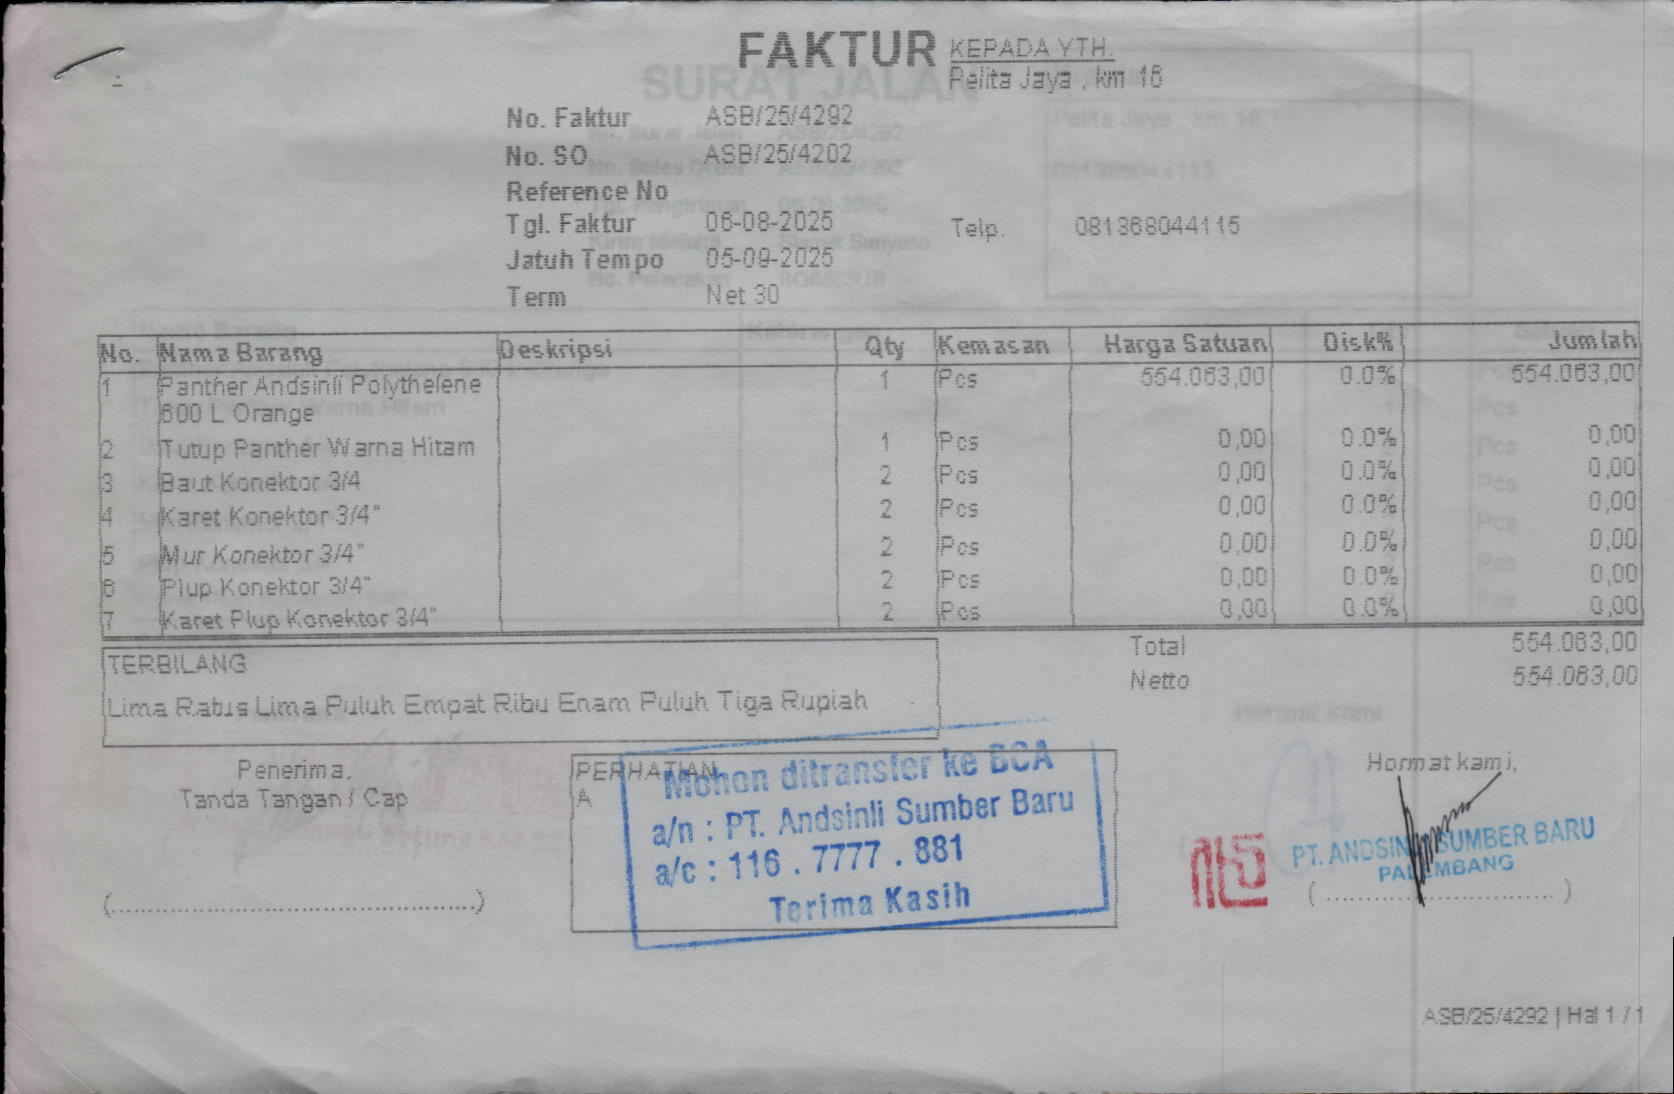 FAKTUR
KEPADA YTH.
Pelita Jaya , km 16
No. Faktur ASB/25/4292
No. SO ASB/25/4202
Reference No
Tgl. Faktur 06-08-2025
Telp. 081368044115
Jatuh Tempo 05-09-2025
Term Net 30
No. Nama Barang Deskripsi Qty Kemasan Harga Satuan Disk% Jumlah
1 Panther Andsinli Polythelene 1 Pcs 554.063,00 0.0% 554.063,00
600 L Orange
2 Tutup Panther Warna Hitam 1 Pcs 0,00 0.0% 0,00
3 Baut Konektor 3/4 2 Pcs 0,00 0.0% 0,00
4 Karet Konektor 3/4" 2 Pcs 0,00 0.0% 0,00
5 Mur Konektor 3/4" 2 Pcs 0,00 0.0% 0,00
6 Plup Konektor 3/4" 2 Pcs 0,00 0.0% 0,00
7 Karet Plup Konektor 3/4" 2 Pcs 0,00 0.0% 0,00
Total 554.063,00
Netto 554.063,00
TERBILANG
Lima Ratus Lima Puluh Empat Ribu Enam Puluh Tiga Rupiah
Penerima,
Tanda Tangan / Cap
(................................................)
PERHATIAN
A
Mohon ditransfer ke BCA
a/n : PT. Andsinli Sumber Baru
a/c : 116 . 7777 . 881
Terima Kasih
Hormat kami,
PT. ANDSINLI SUMBER BARU
PALEMBANG
( .............................. )
ASB/25/4292 | Hal 1 / 1